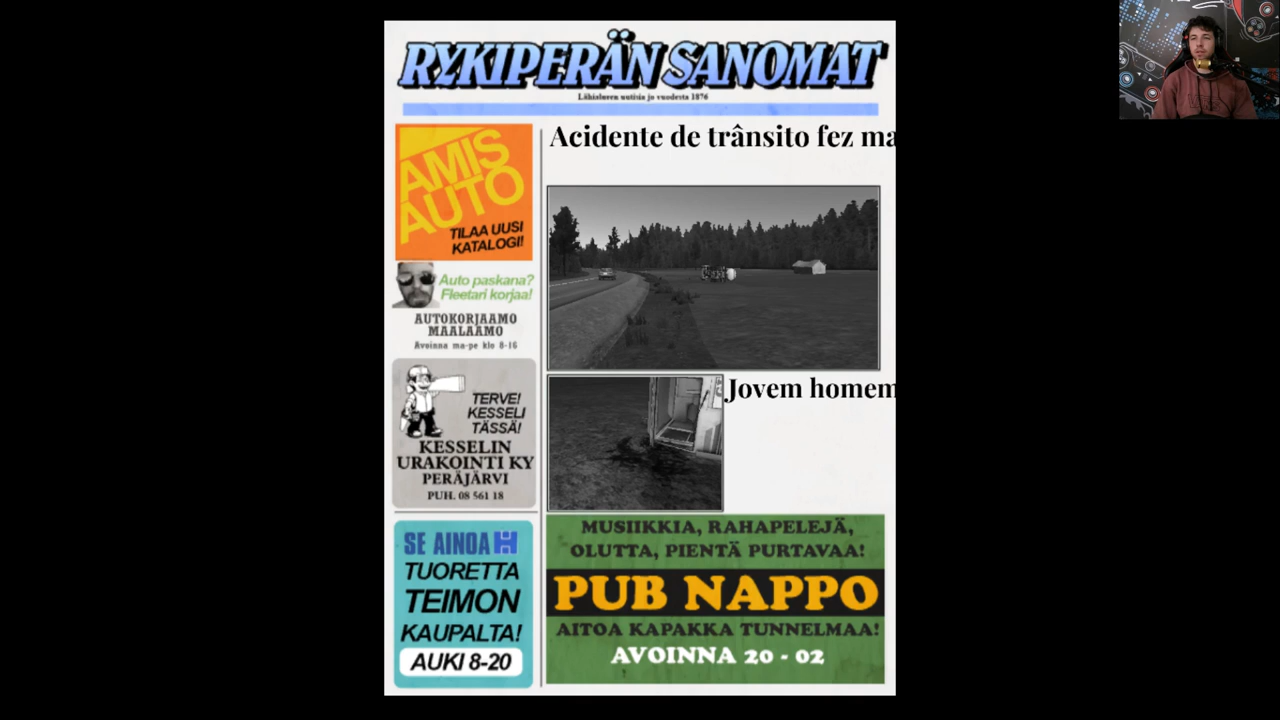 RYKIPERÄN SANOMAT
Lähialueen uutisia jo vuodesta 1876
AMIS
AUTO
TILAA UUSI
KATALOGI!
Auto paskana?
Fleetari korjaa!
AUTOKORJAAMO
MAALAAMO
Avoinna ma-pe klo 8-16
TERVE!
KESSELI
TÄSSÄ!
KESSELIN
URAKOINTI KY
PERÄJÄRVI
PUH. 08 561 18
SE AINOA H
TUORETTA
TEIMON
KAUPALTA!
AUKI 8-20
Acidente de trânsito fez ma
Jovem homem
MUSIIKKIA, RAHAPELEJÄ,
OLUTTA, PIENTÄ PURTAVAA!
PUB NAPPO
AITOA KAPAKKA TUNNELMAA!
AVOINNA 20 - 02